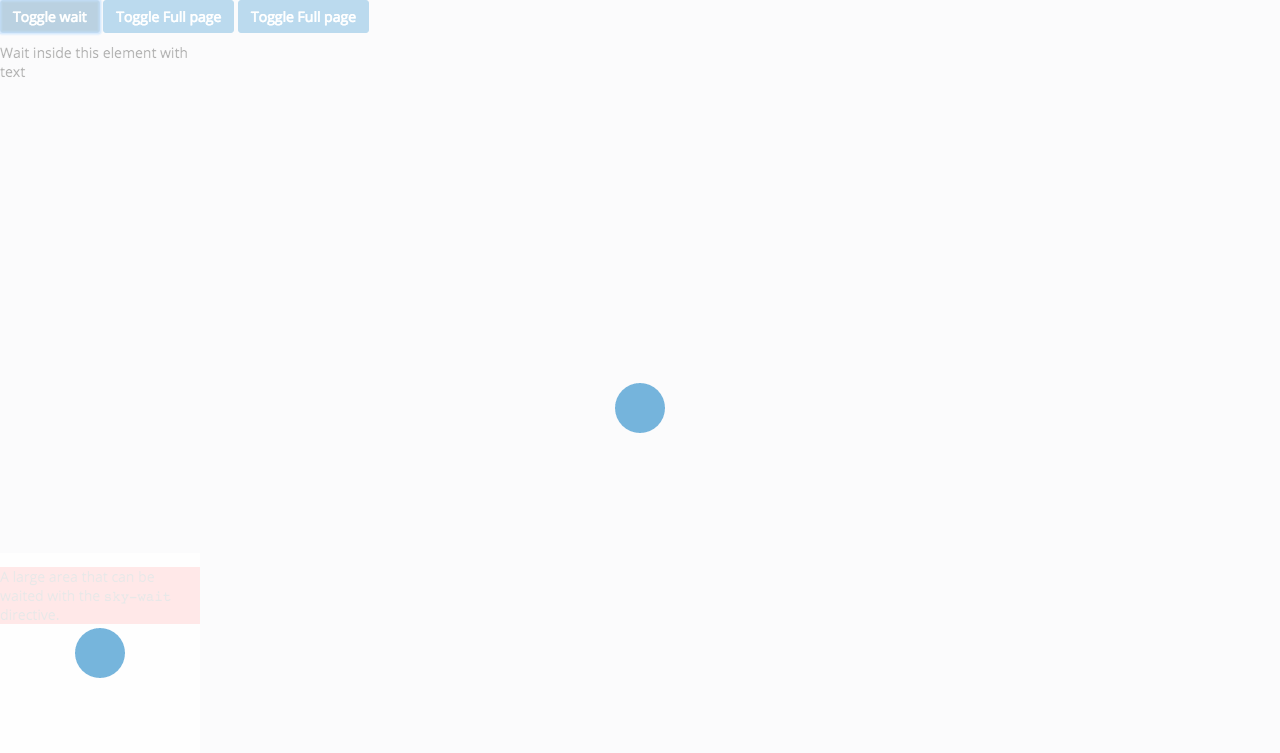 Toggle wait Toggle Full page Toggle Full page
Wait inside this element with
text
A large area that can be
waited with the sky-wait
directive.